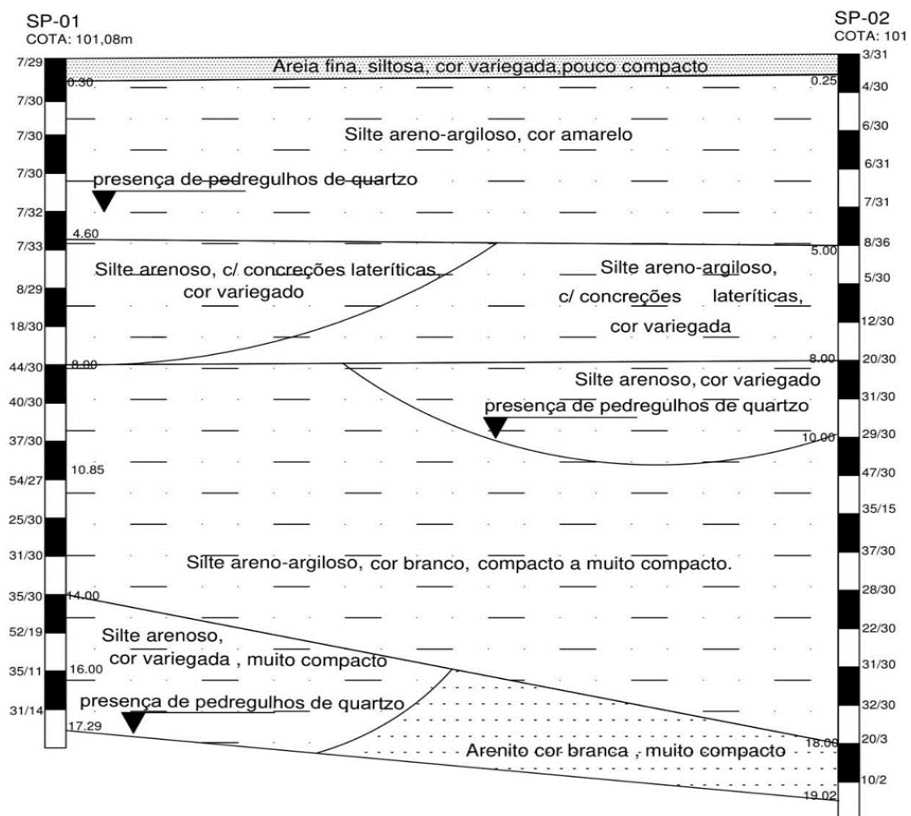 SP-01
COTA: 101,08m
SP-02
COTA: 101
7/29
3/31
Areia fina, siltosa, cor variegada,pouco compacto
0.30
0.25
7/30
4/30
7/30
Silte areno-argiloso, cor amarelo
6/30
7/30
presença de pedregulhos de quartzo
6/31
7/32
7/31
4.60
7/33
8/36
5.00
Silte arenoso, c/ concreções lateríticas,
cor variegado
Silte areno-argiloso,
c/ concreções lateríticas,
cor variegada
8/29
5/30
18/30
12/30
8.00
8.00
44/30
20/30
Silte arenoso, cor variegado
presença de pedregulhos de quartzo
40/30
31/30
37/30
10.00
29/30
10.85
54/27
47/30
25/30
35/15
31/30
37/30
Silte areno-argiloso, cor branco, compacto a muito compacto.
35/30
14.00
28/30
52/19
22/30
Silte arenoso,
cor variegada , muito compacto
35/11
16.00
31/30
presença de pedregulhos de quartzo
31/14
32/30
17.29
18.00
20/3
Arenito cor branca , muito compacto
10/2
19.02